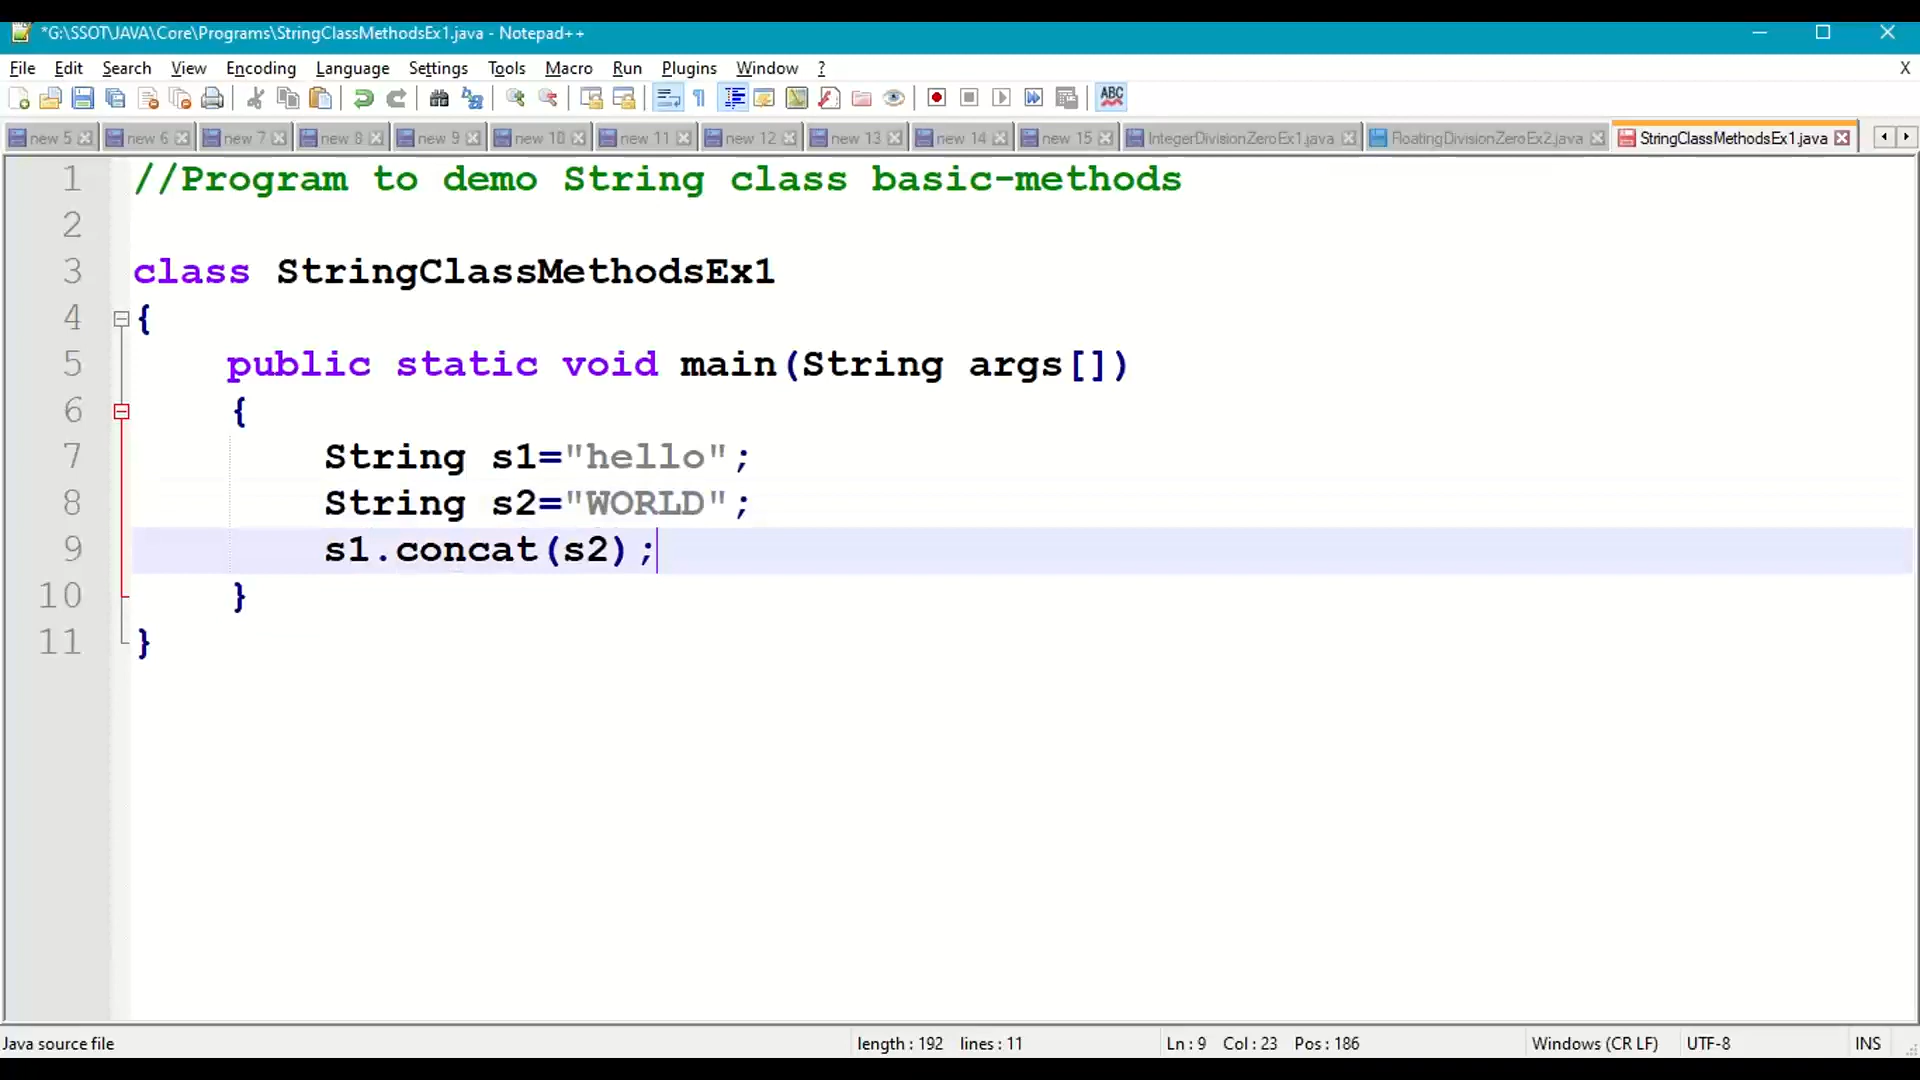 *G:\SSOT\JAVA\Core\Programs\StringClassMethodsEx1.java - Notepad++
File Edit Search View Encoding Language Settings Tools Macro Run Plugins Window ? X
ABC
new 5 new 6 new 7 new 8 new 9 new 10 new 11 new 12 new 13 new 14 new 15 IntegerDivisionZeroEx1.java FloatingDivisionZeroEx2.java StringClassMethodsEx1.java
1 //Program to demo String class basic-methods
2
3 class StringClassMethodsEx1
4 {
5 public static void main(String args[])
6 {
7 String s1="hello";
8 String s2="WORLD";
9 s1.concat(s2);
10 }
11 }
Java source file length : 192 lines : 11 Ln : 9 Col : 23 Pos : 186 Windows (CR LF) UTF-8 INS